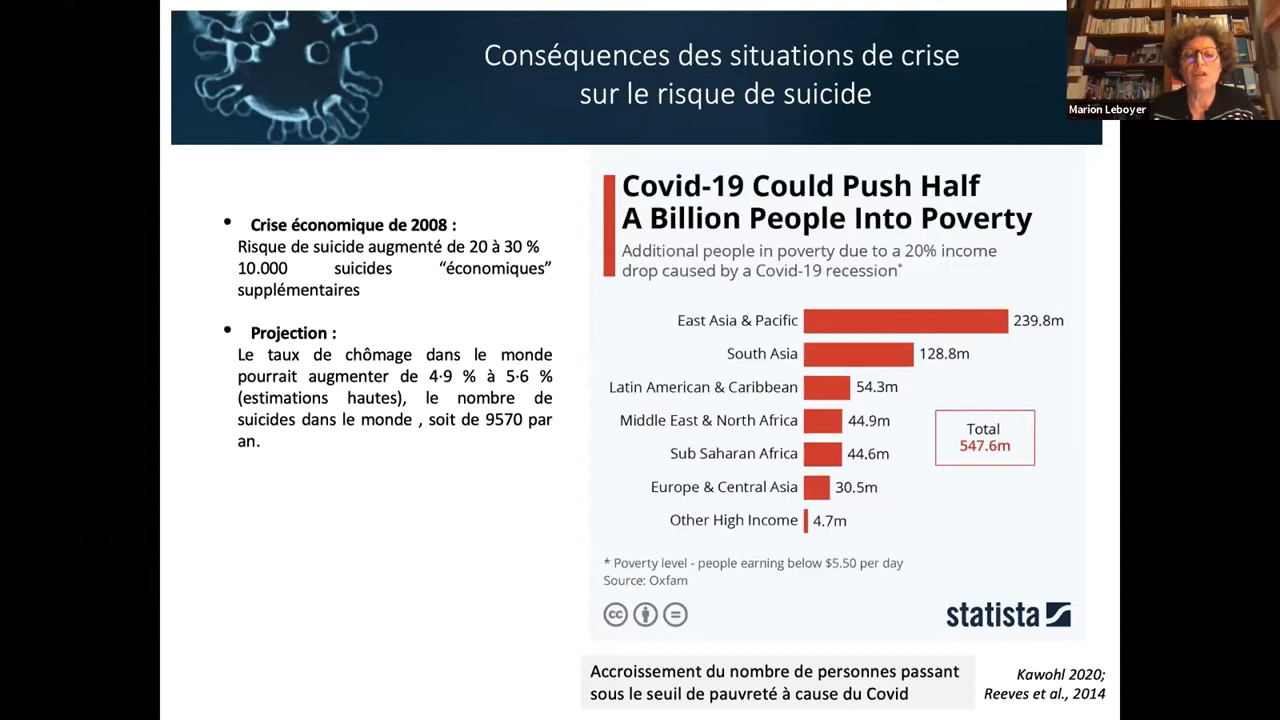 Conséquences des situations de crise
sur le risque de suicide
Marion Leboyer
• Crise économique de 2008 :
Risque de suicide augmenté de 20 à 30 %
10.000 suicides “économiques”
supplémentaires
• Projection :
Le taux de chômage dans le monde
pourrait augmenter de 4·9 % à 5·6 %
(estimations hautes), le nombre de
suicides dans le monde , soit de 9570 par
an.
Covid-19 Could Push Half
A Billion People Into Poverty
Additional people in poverty due to a 20% income
drop caused by a Covid-19 recession*
East Asia & Pacific 239.8m
South Asia 128.8m
Latin American & Caribbean 54.3m
Middle East & North Africa 44.9m
Sub Saharan Africa 44.6m
Europe & Central Asia 30.5m
Other High Income 4.7m
Total
547.6m
* Poverty level - people earning below $5.50 per day
Source: Oxfam
cc
statista
Accroissement du nombre de personnes passant
sous le seuil de pauvreté à cause du Covid
Kawohl 2020;
Reeves et al., 2014